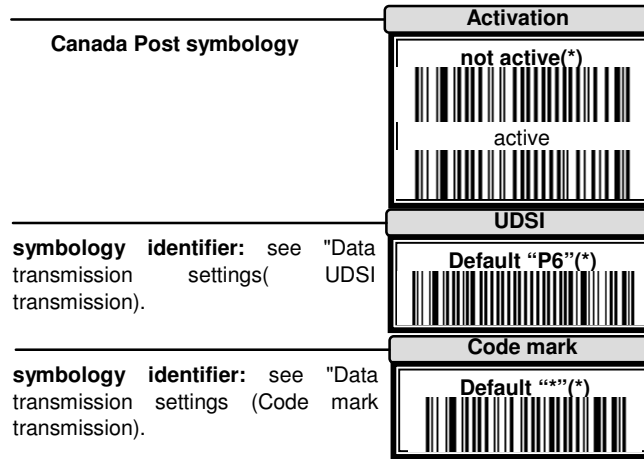 Activation
Canada Post symbology
not active(*)
active
UDSI
symbology identifier: see "Data
transmission settings( UDSI
transmission).
Default “P6”(*)
Code mark
symbology identifier: see "Data
transmission settings (Code mark
transmission).
Default “*”(*)